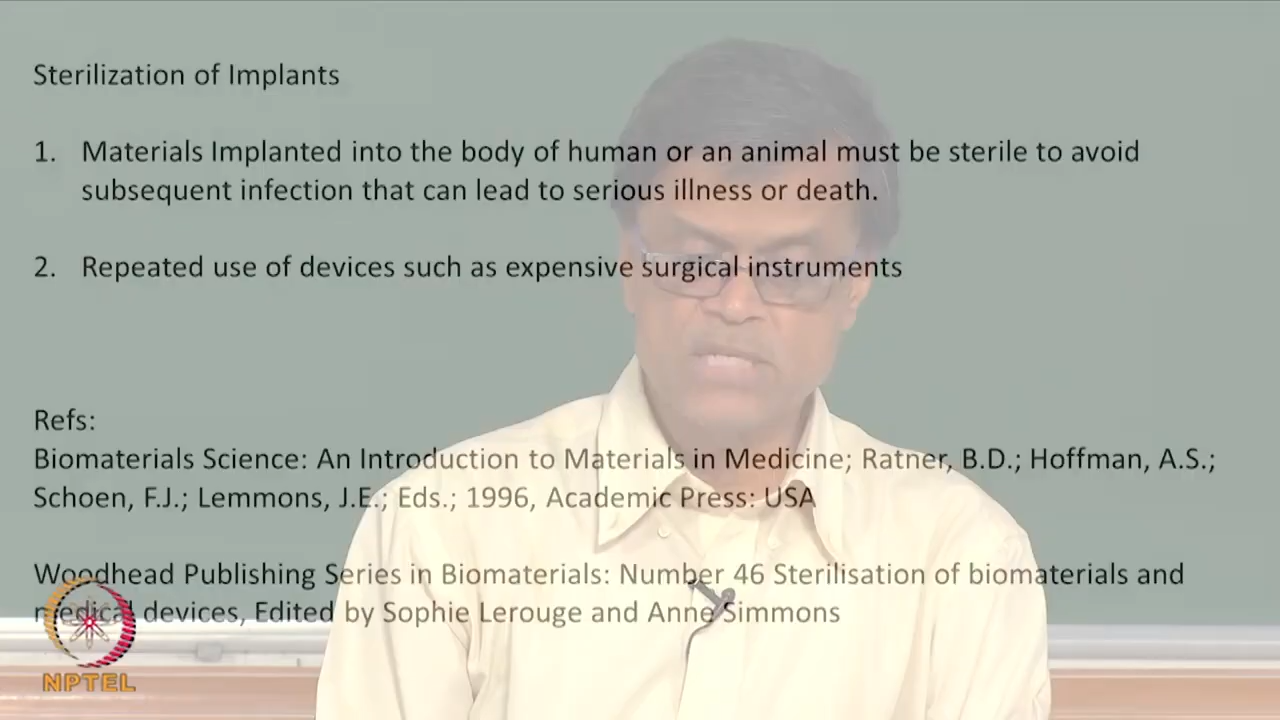 Sterilization of Implants
1. Materials Implanted into the body of human or an animal must be sterile to avoid
subsequent infection that can lead to serious illness or death.
2. Repeated use of devices such as expensive surgical instruments
Refs:
Biomaterials Science: An Introduction to Materials in Medicine; Ratner, B.D.; Hoffman, A.S.;
Schoen, F.J.; Lemmons, J.E.; Eds.; 1996, Academic Press: USA
Woodhead Publishing Series in Biomaterials: Number 46 Sterilisation of biomaterials and
medical devices, Edited by Sophie Lerouge and Anne Simmons
NPTEL